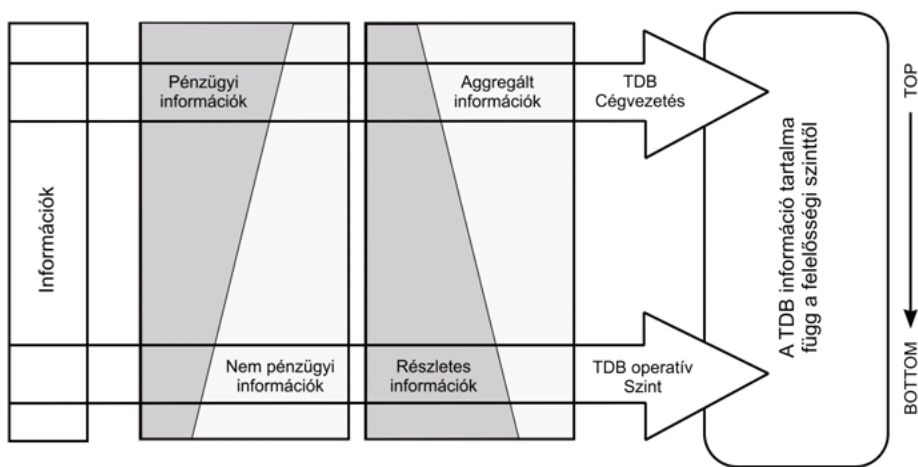 Információk
Pénzügyi
információk
Aggregált
információk
TDB
Cégvezetés
Nem pénzügyi
információk
Részletes
információk
TDB operatív
Szint
A TDB információ tartalma
függ a felelősségi szinttől
TOP
BOTTOM